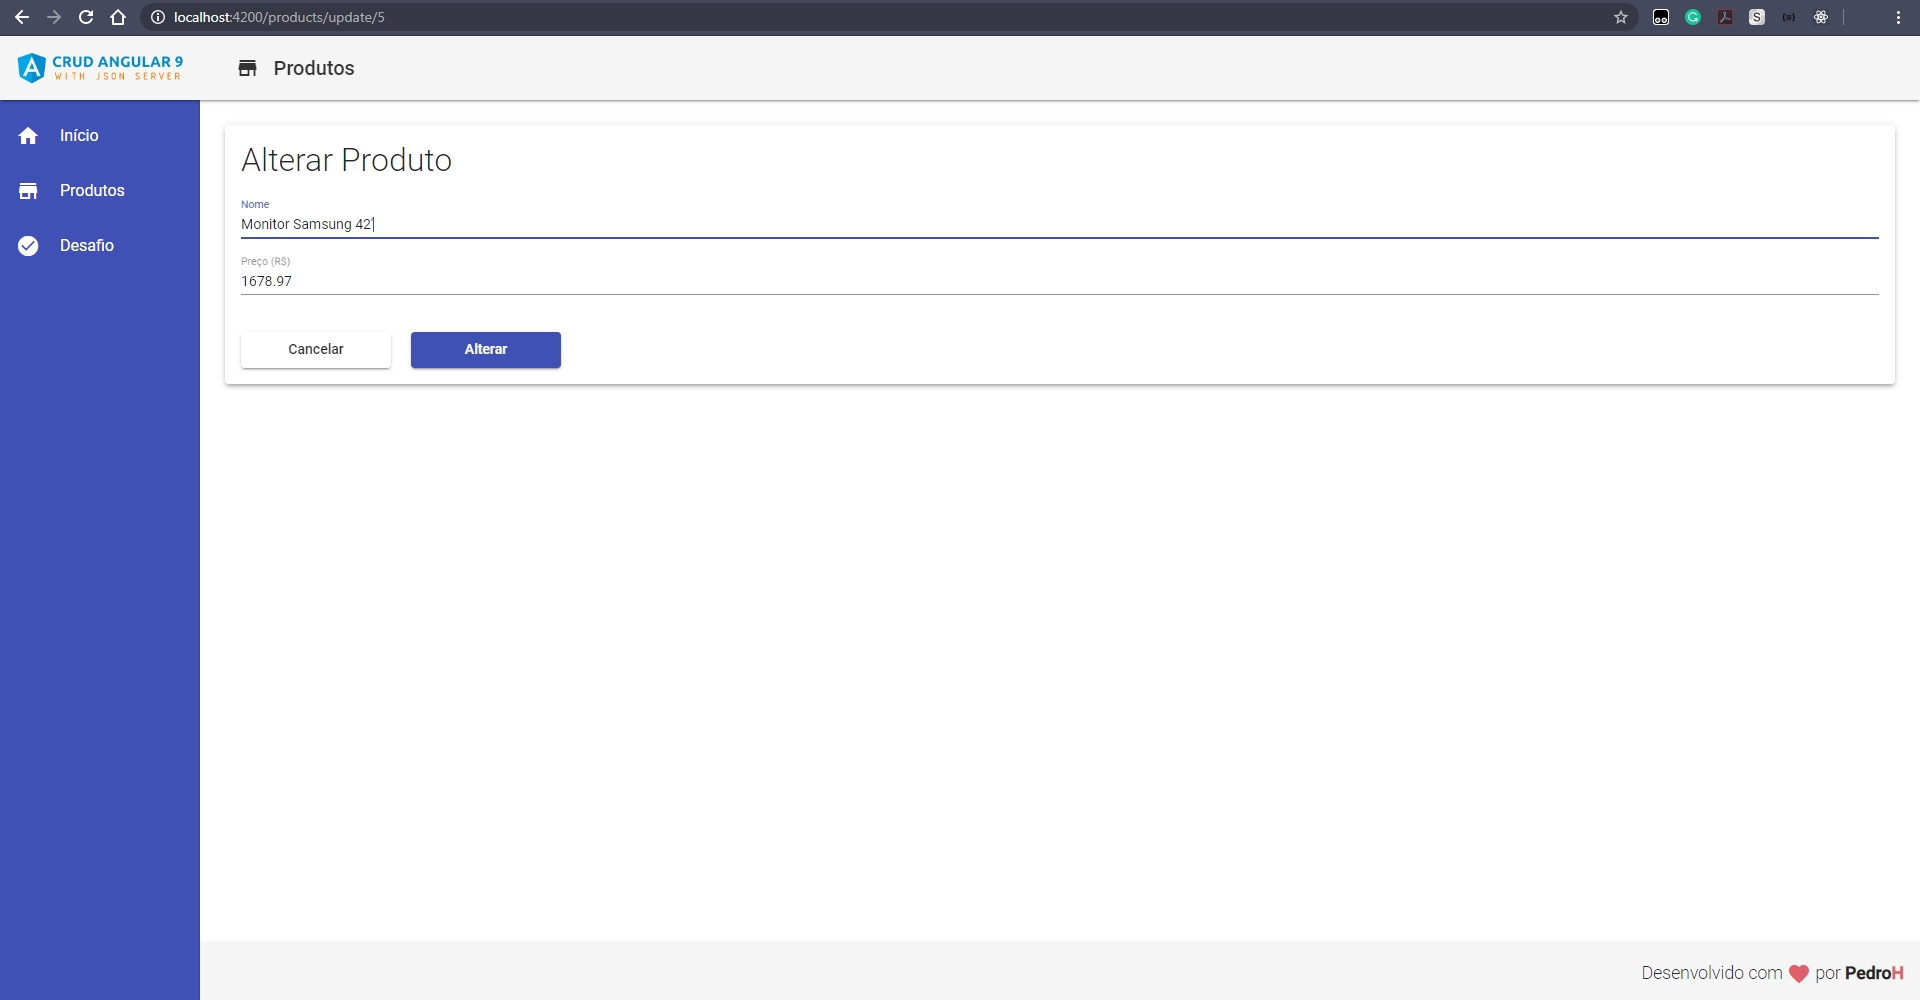 localhost:4200/products/update/5
CRUD ANGULAR 9
WITH JSON SERVER
Produtos
Início
Produtos
Desafio
Alterar Produto
Nome
Monitor Samsung 42'
Preço (R$)
1678.97
Cancelar
Alterar
Desenvolvido com por PedroH